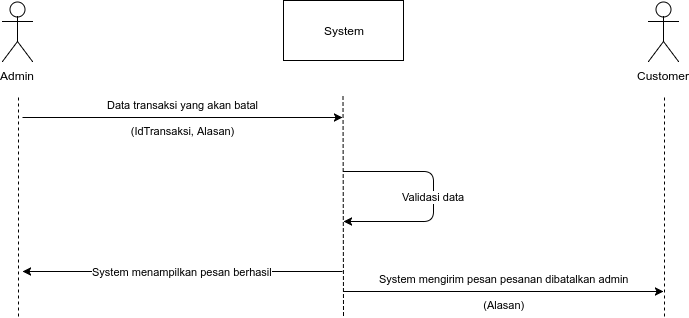 System
Admin
Customer
Data transaksi yang akan batal
(IdTransaksi, Alasan)
Validasi data
System menampilkan pesan berhasil
System mengirim pesan pesanan dibatalkan admin
(Alasan)